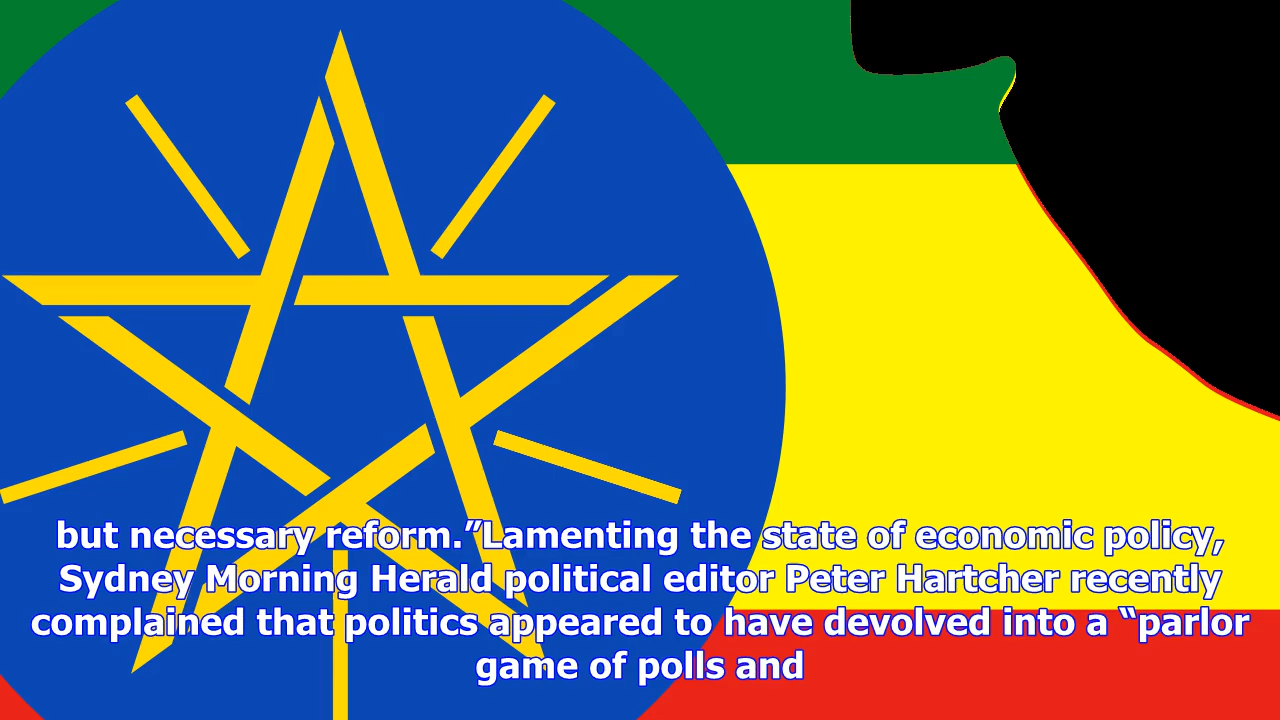 but necessary reform.”Lamenting the state of economic policy,
Sydney Morning Herald political editor Peter Hartcher recently
complained that politics appeared to have devolved into a “parlor
game of polls and